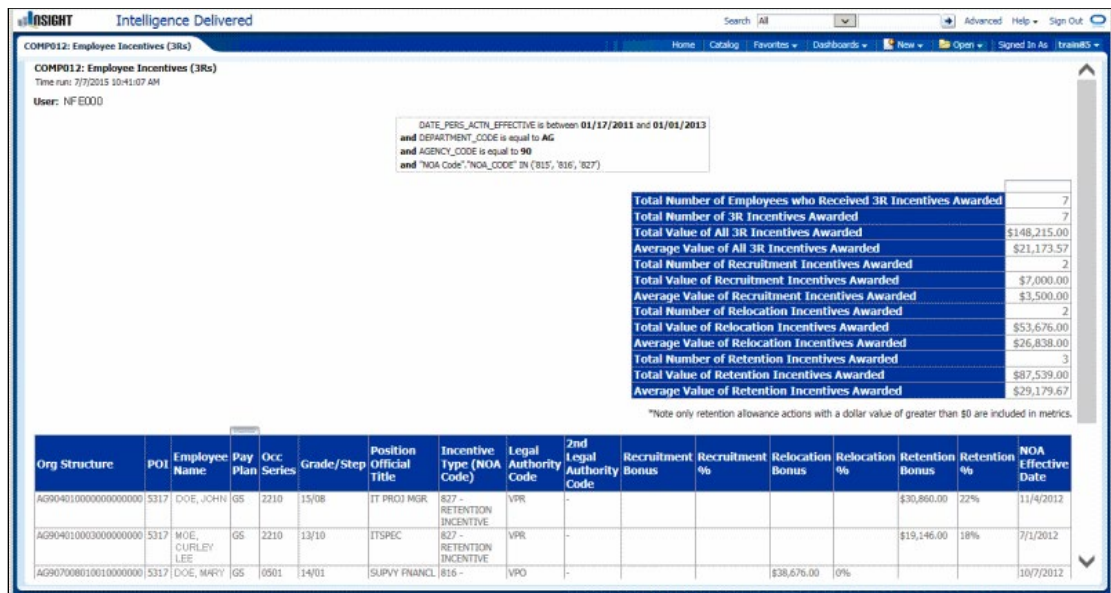 INSIGHT Intelligence Delivered Search All Advanced Help Sign Out
COMP012: Employee Incentives (3Rs) Home Catalog Favorites Dashboards New Open Signed In As train85
COMP012: Employee Incentives (3Rs)
Time run: 7/7/2015 10:41:07 AM
User: NFE000
DATE_PERS_ACTN_EFFECTIVE is between 01/17/2011 and 01/01/2013
and DEPARTMENT_CODE is equal to AG
and AGENCY_CODE is equal to 90
and "NOA Code"."NOA_CODE" IN ('815', '816', '827')
Total Number of Employees who Received 3R Incentives Awarded 7
Total Number of 3R Incentives Awarded 7
Total Value of All 3R Incentives Awarded $148,215.00
Average Value of All 3R Incentives Awarded $21,173.57
Total Number of Recruitment Incentives Awarded 2
Total Value of Recruitment Incentives Awarded $7,000.00
Average Value of Recruitment Incentives Awarded $3,500.00
Total Number of Relocation Incentives Awarded 2
Total Value of Relocation Incentives Awarded $53,676.00
Average Value of Relocation Incentives Awarded $26,838.00
Total Number of Retention Incentives Awarded 3
Total Value of Retention Incentives Awarded $87,539.00
Average Value of Retention Incentives Awarded $29,179.67
*Note only retention allowance actions with a dollar value of greater than $0 are included in metrics.
Org Structure POI Employee Name Pay Plan Occ Series Grade/Step Position Official Title Incentive Type (NOA Code) Legal Authority Code 2nd Legal Authority Code Recruitment Bonus Recruitment % Relocation Bonus Relocation % Retention Bonus Retention % NOA Effective Date
AG904010000000000000 5317 DOE, JOHN GS 2210 15/08 IT PROJ MGR 827 - RETENTION INCENTIVE VPR - $30,860.00 22% 11/4/2012
AG904010003000000000 5317 MOE, CURLEY LEE GS 2210 13/10 ITSPEC 827 - RETENTION INCENTIVE VPR - $19,146.00 18% 7/1/2012
AG907008010010000000 5317 DOE, MARY GS 0501 14/01 SUPVY FNANCL 816 - VPO - $38,676.00 0% 10/7/2012